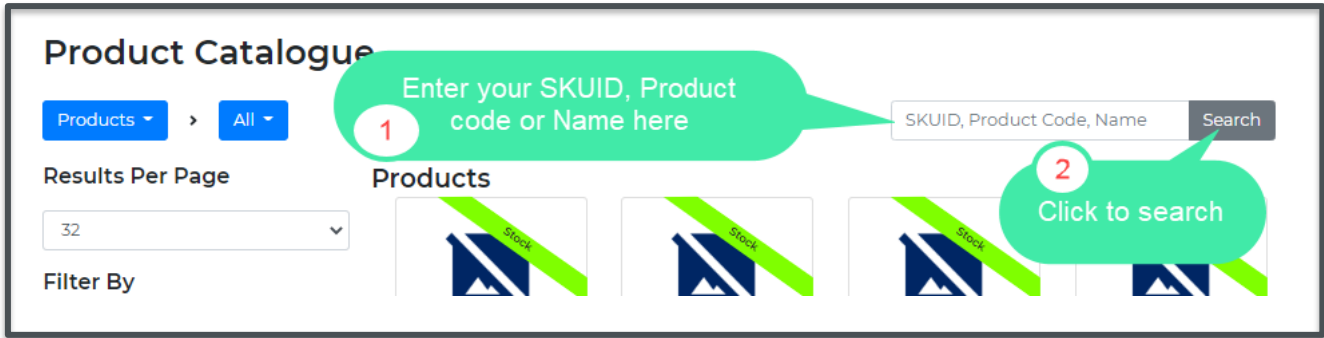 Product Catalogue
Enter your SKUID, Product
code or Name here
1
Products > All
SKUID, Product Code, Name Search
Results Per Page
Products
2
Click to search
32
Stock Stock Stock
Filter By